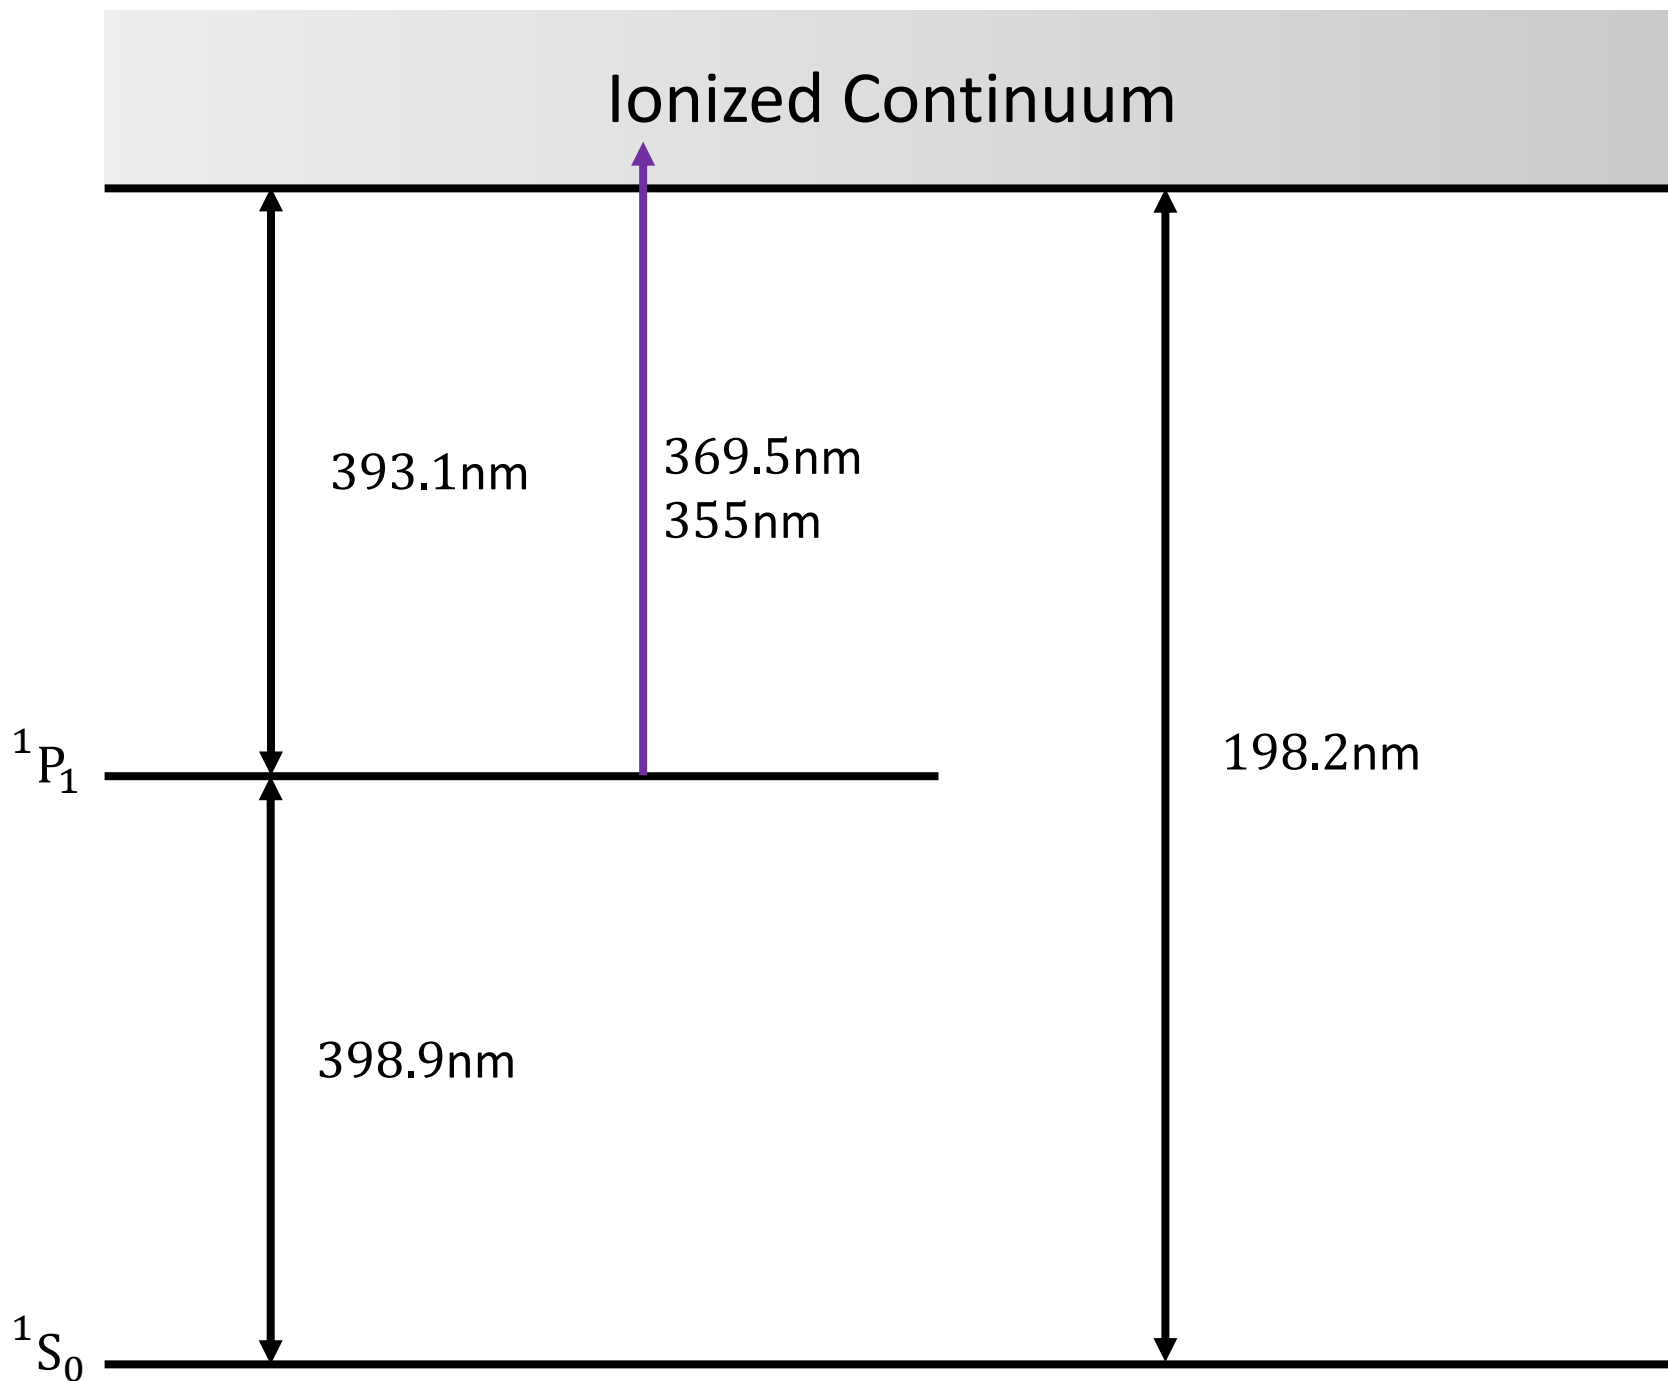 Ionized Continuum
393.1nm
369.5nm
355nm
¹P₁
198.2nm
398.9nm
¹S₀